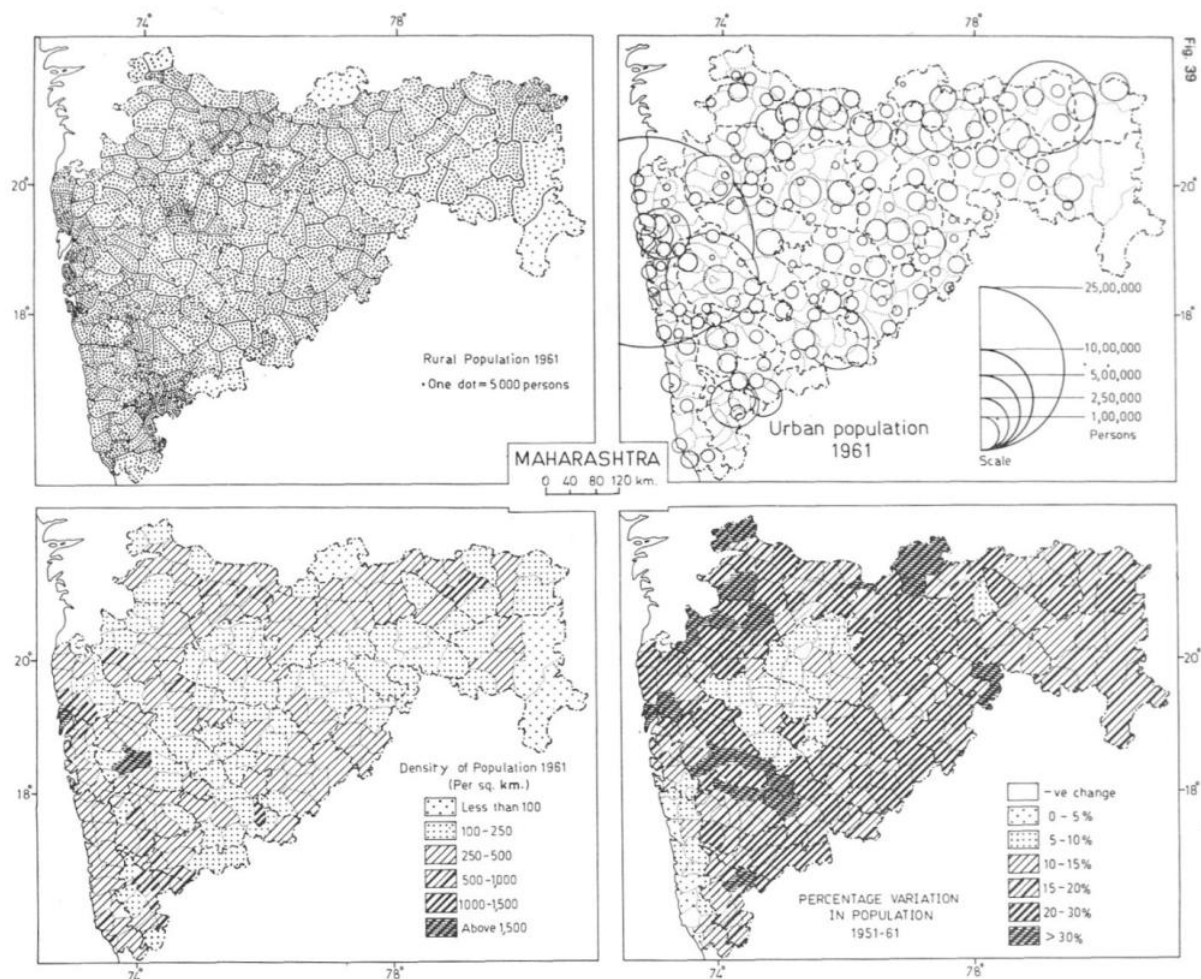 74°
78°
78°
74°
Fig. 39
20°
20°
18°
18°
Rural Population 1961
• One dot = 5000 persons
25,00,000
10,00,000
5,00,000
2,50,000
1,00,000
Persons
Scale
Urban population
1961
MAHARASHTRA
0 40 80 120 km.
20°
20°
18°
18°
Density of Population 1961
(Per sq. km.)
Less than 100
100-250
250-500
500-1,000
1000-1,500
Above 1,500
-ve change
0-5%
5-10%
10-15%
15-20%
20-30%
>30%
PERCENTAGE VARIATION
IN POPULATION
1951-61
74°
78°
74°
78°